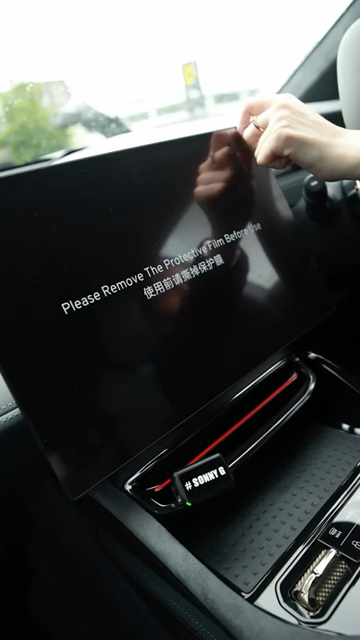 Please Remove The Protective Film Before Use
使用前请撕掉保护膜
# SONNY G